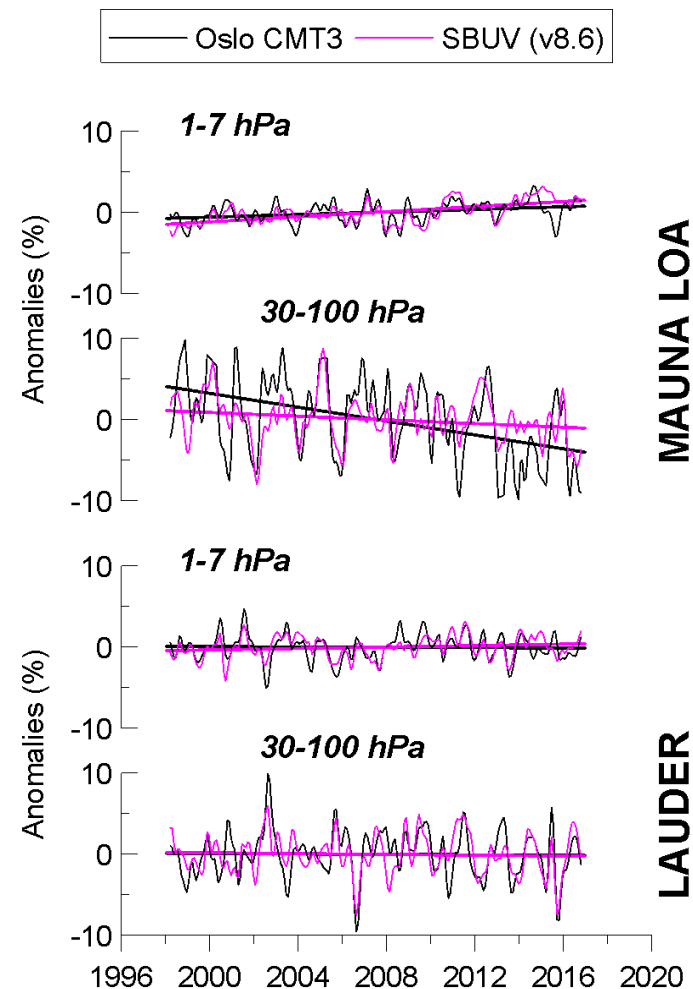 Oslo CMT3 SBUV (v8.6)
1-7 hPa
10
0
-10
30-100 hPa
10
0
-10
Anomalies (%)
MAUNA LOA
1-7 hPa
10
0
-10
30-100 hPa
10
0
-10
Anomalies (%)
LAUDER
1996 2000 2004 2008 2012 2016 2020